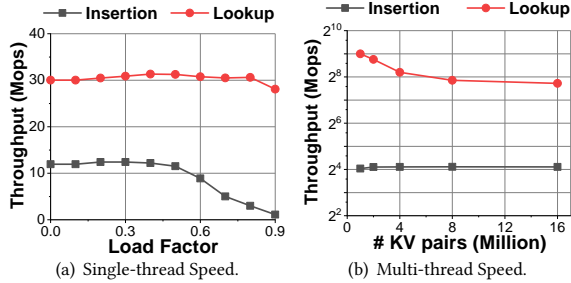 Insertion Lookup
Throughput (Mops)
40
30
20
10
0
0.0 0.3 0.6 0.9
Load Factor
(a) Single-thread Speed.
Insertion Lookup
Throughput (Mops)
2^10
2^8
2^6
2^4
2^2
0 4 8 12 16
# KV pairs (Million)
(b) Multi-thread Speed.